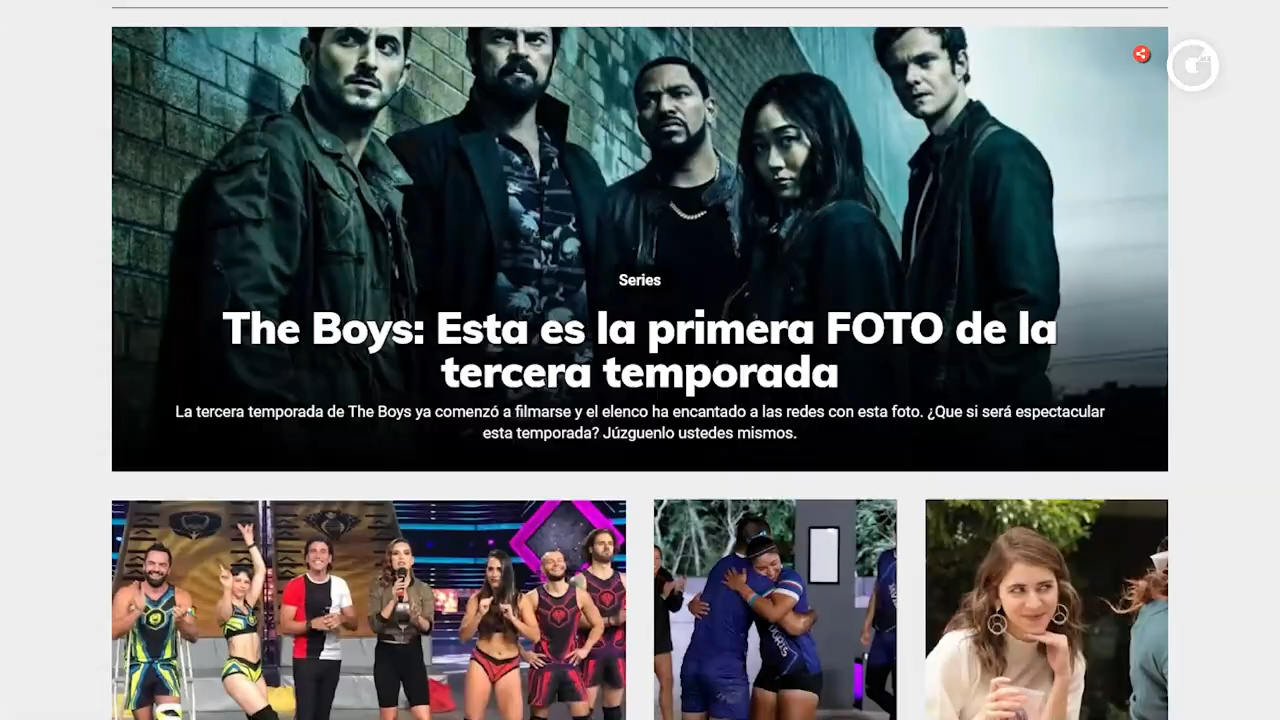 Series
The Boys: Esta es la primera FOTO de la
tercera temporada
La tercera temporada de The Boys ya comenzó a filmarse y el elenco ha encantado a las redes con esta foto. ¿Que si será espectacular
esta temporada? Júzguenlo ustedes mismos.